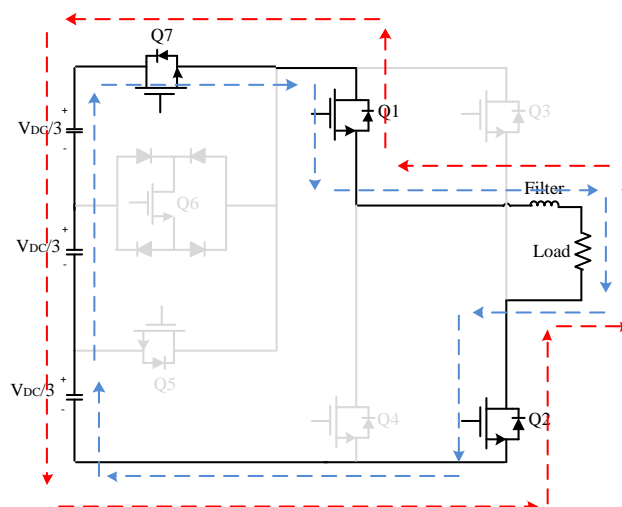 Q7
+
VDC/3
-
Q1
Q3
Q6
Filter
+
VDC/3
-
Load
+
VDC/3
-
Q5
Q4
Q2